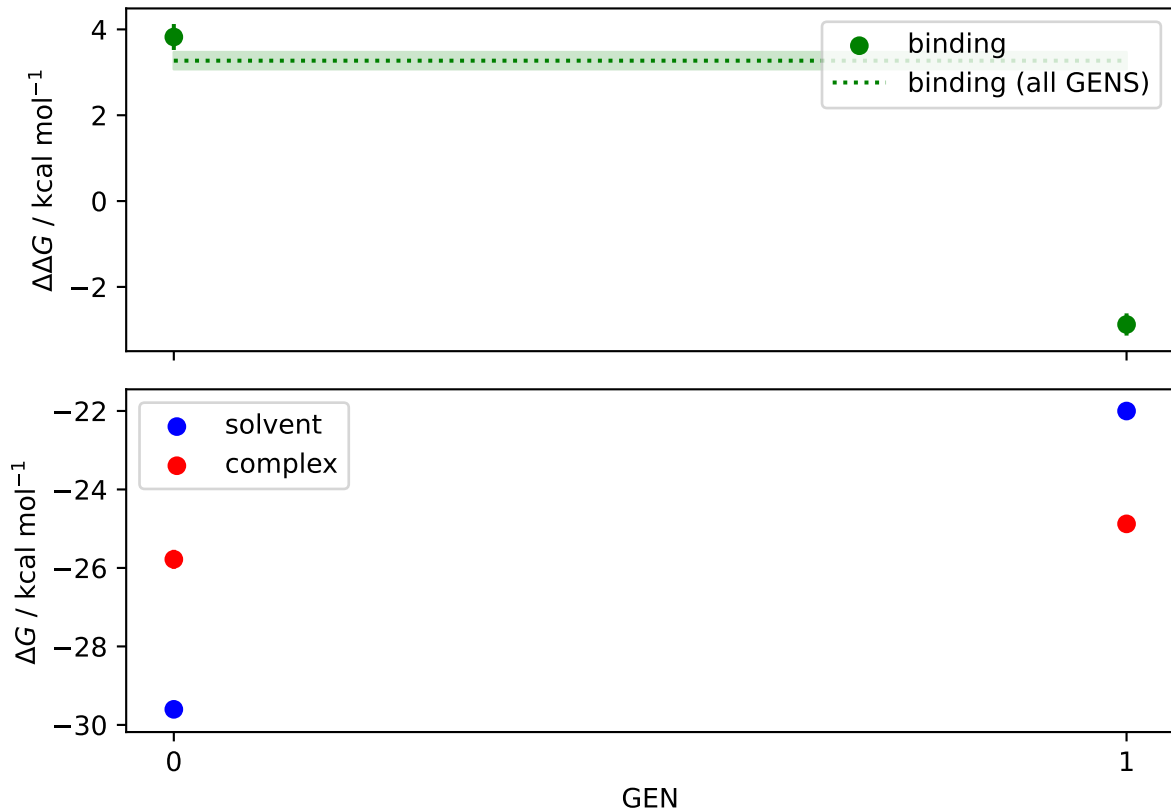 4
2
0
−2
ΔΔG / kcal mol⁻¹
binding
binding (all GENS)
−22
−24
−26
−28
−30
ΔG / kcal mol⁻¹
solvent
complex
0
1
GEN